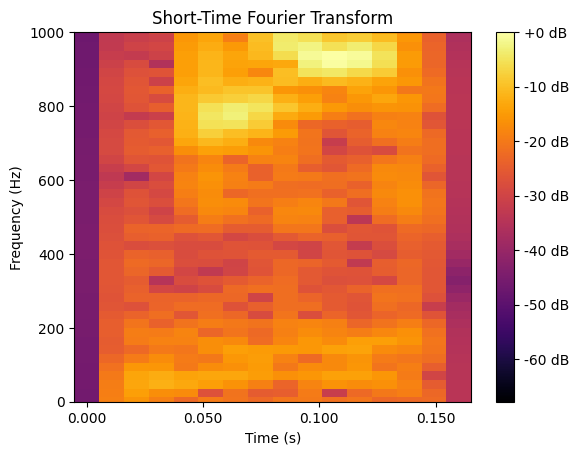 Short-Time Fourier Transform
1000
800
600
400
200
0
Frequency (Hz)
0.000
0.050
0.100
0.150
Time (s)
+0 dB
-10 dB
-20 dB
-30 dB
-40 dB
-50 dB
-60 dB